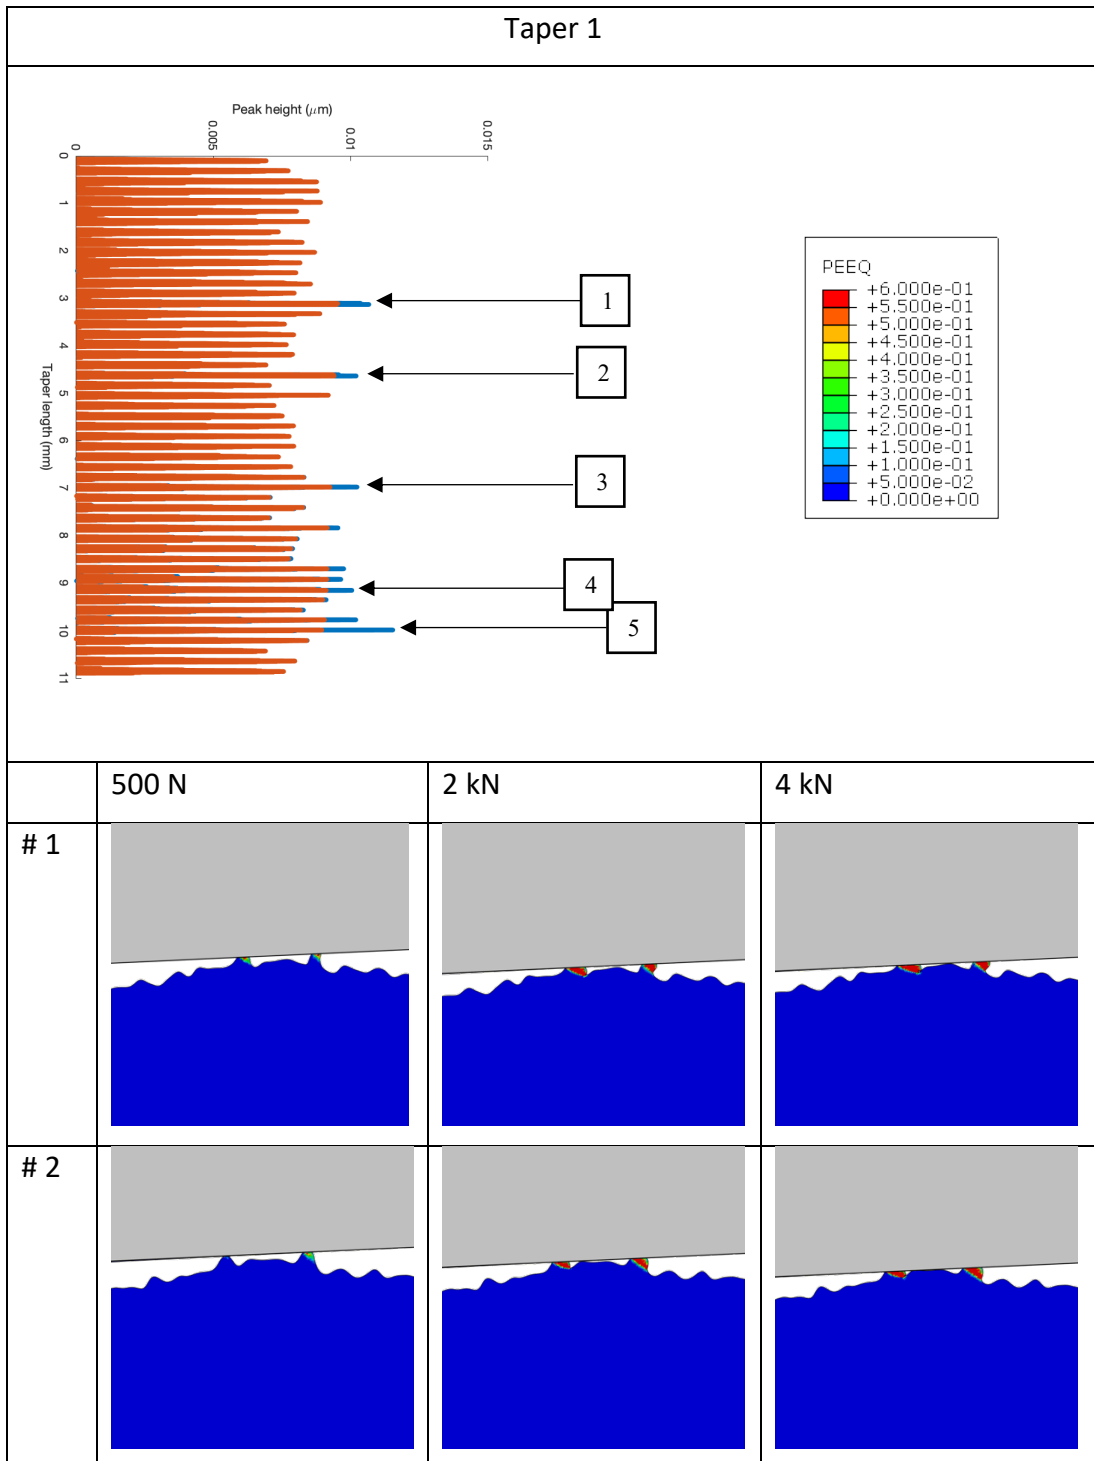 Taper 1
Peak height (μm)
0
0.005
0.01
0.015
0
1
2
3
4
5
6
7
8
9
10
11
Taper length (mm)
1
2
3
4
5
PEEQ
+6.000e-01
+5.500e-01
+5.000e-01
+4.500e-01
+4.000e-01
+3.500e-01
+3.000e-01
+2.500e-01
+2.000e-01
+1.500e-01
+1.000e-01
+5.000e-02
+0.000e+00
500 N 2 kN 4 kN
# 1
# 2